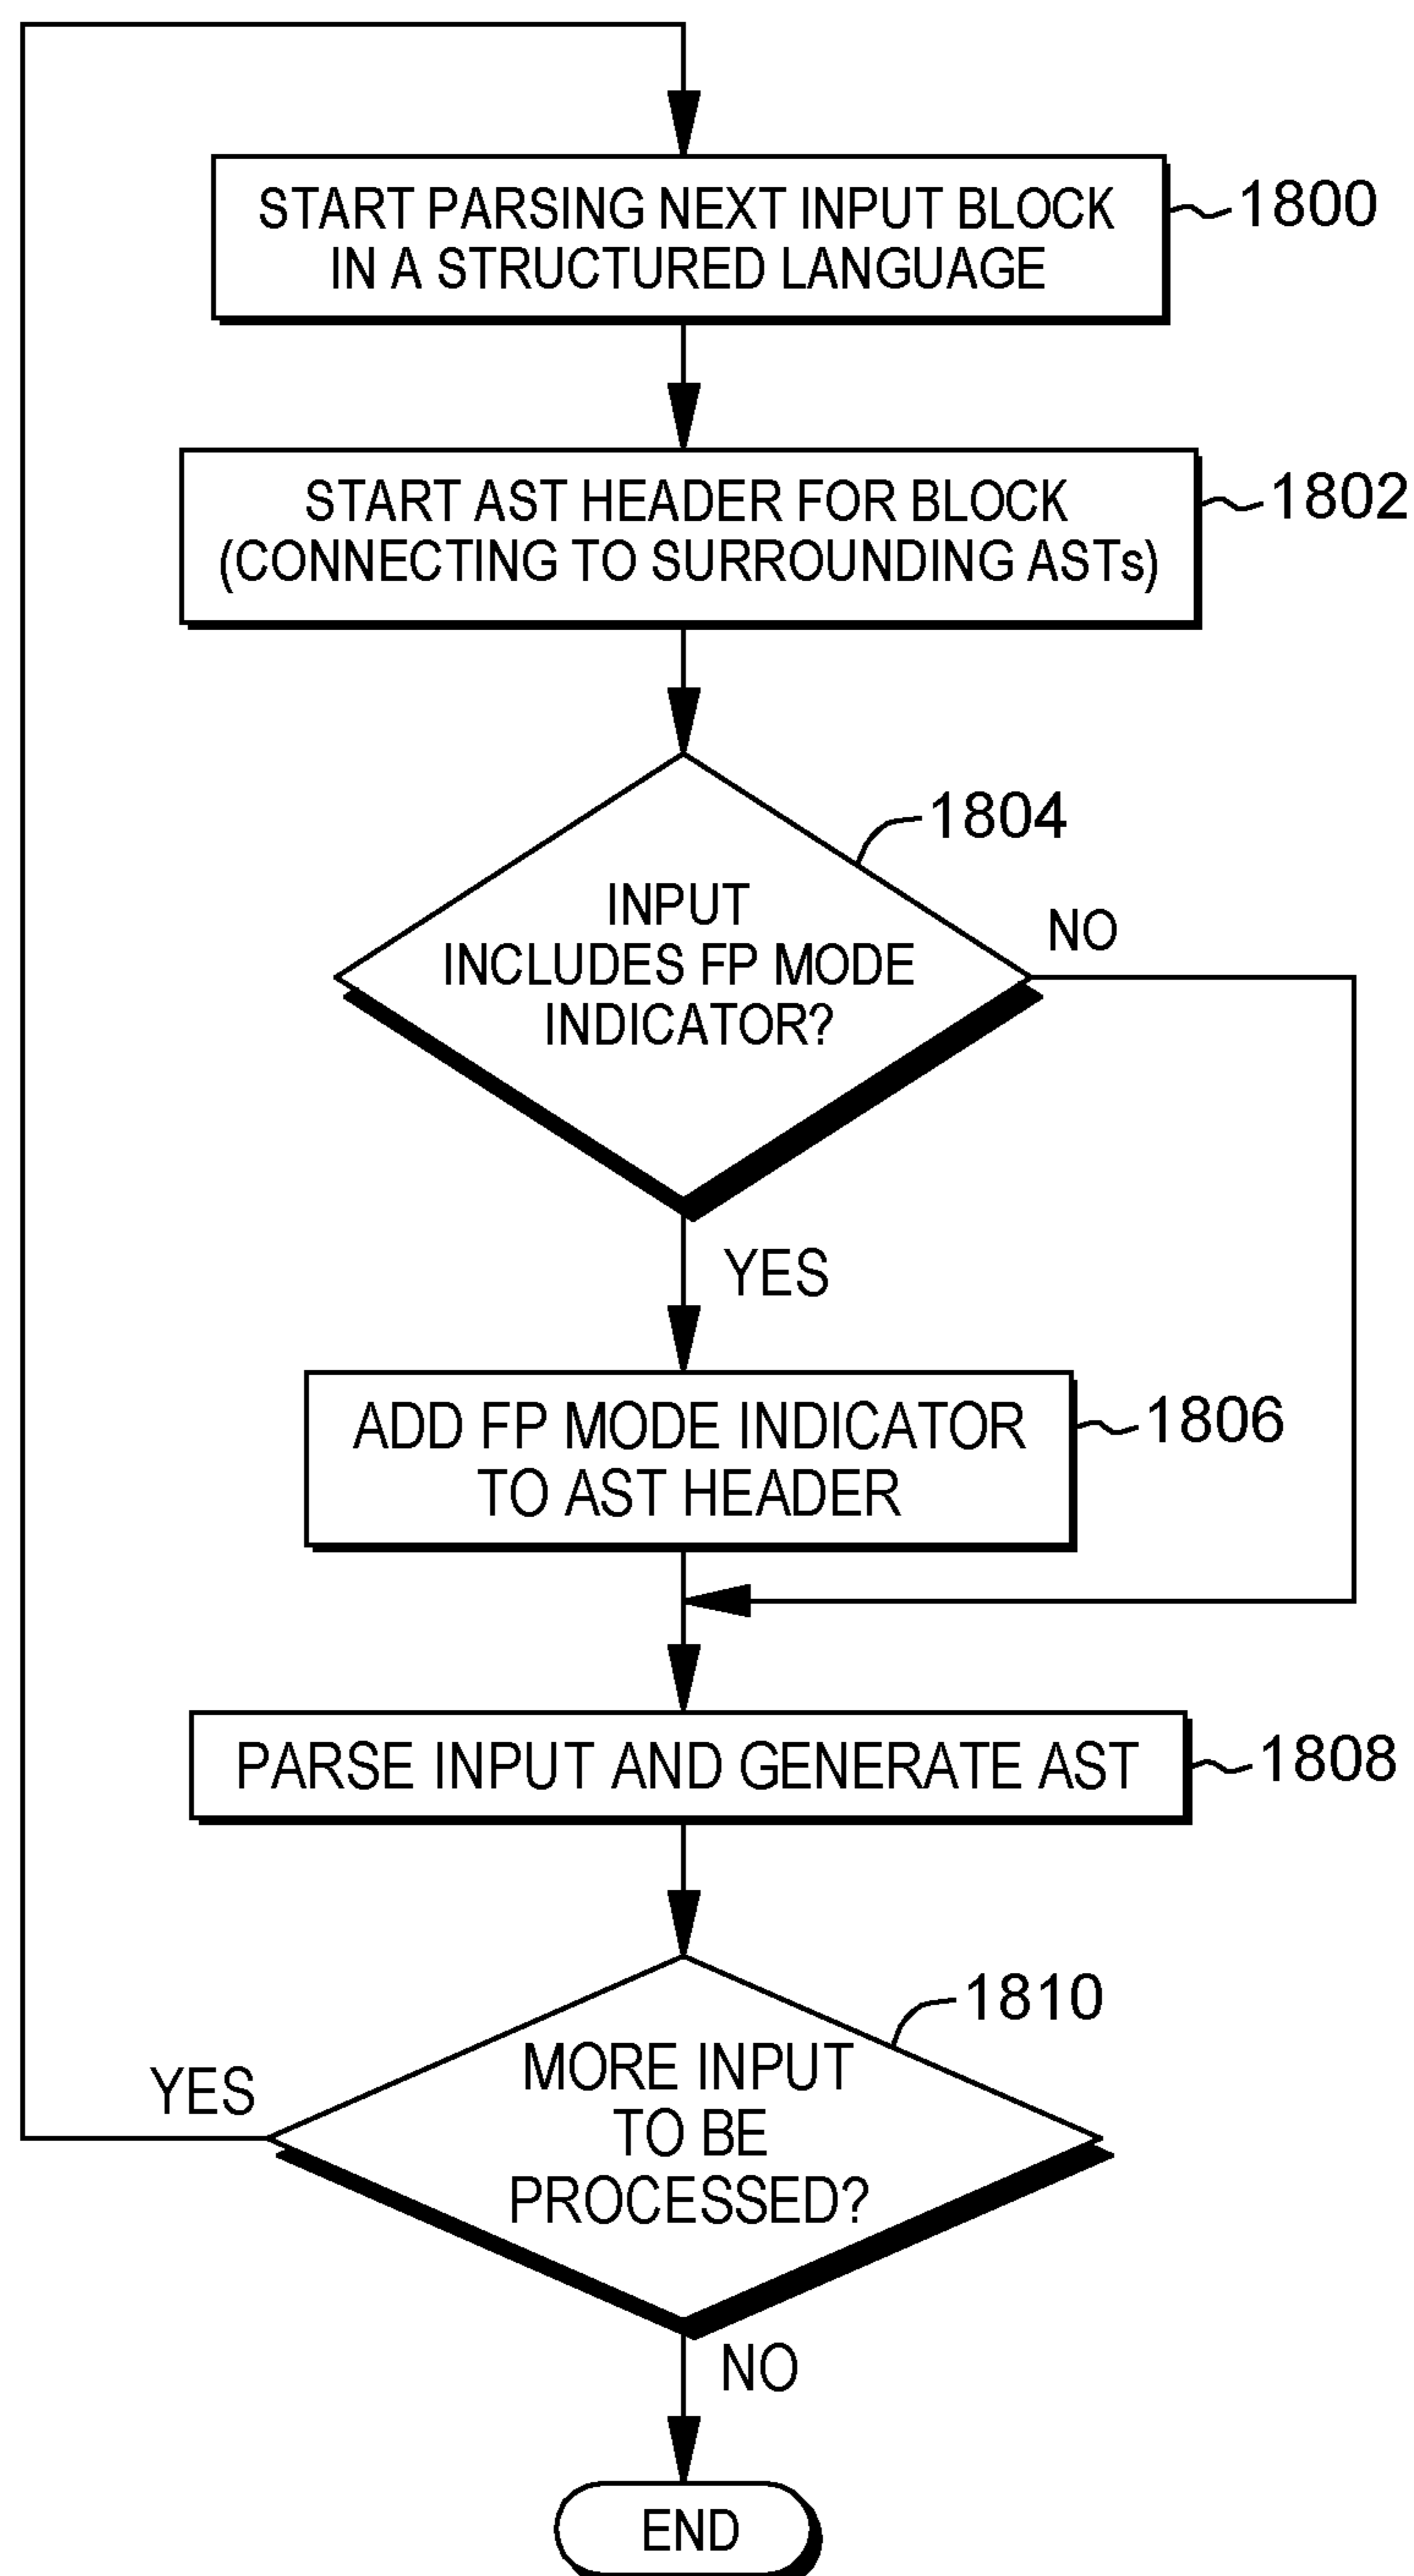 START PARSING NEXT INPUT BLOCK
IN A STRUCTURED LANGUAGE
1800
START AST HEADER FOR BLOCK
(CONNECTING TO SURROUNDING ASTs)
1802
1804
INPUT
INCLUDES FP MODE
INDICATOR?
NO
YES
ADD FP MODE INDICATOR
TO AST HEADER
1806
PARSE INPUT AND GENERATE AST
1808
1810
MORE INPUT
TO BE
PROCESSED?
YES
NO
END